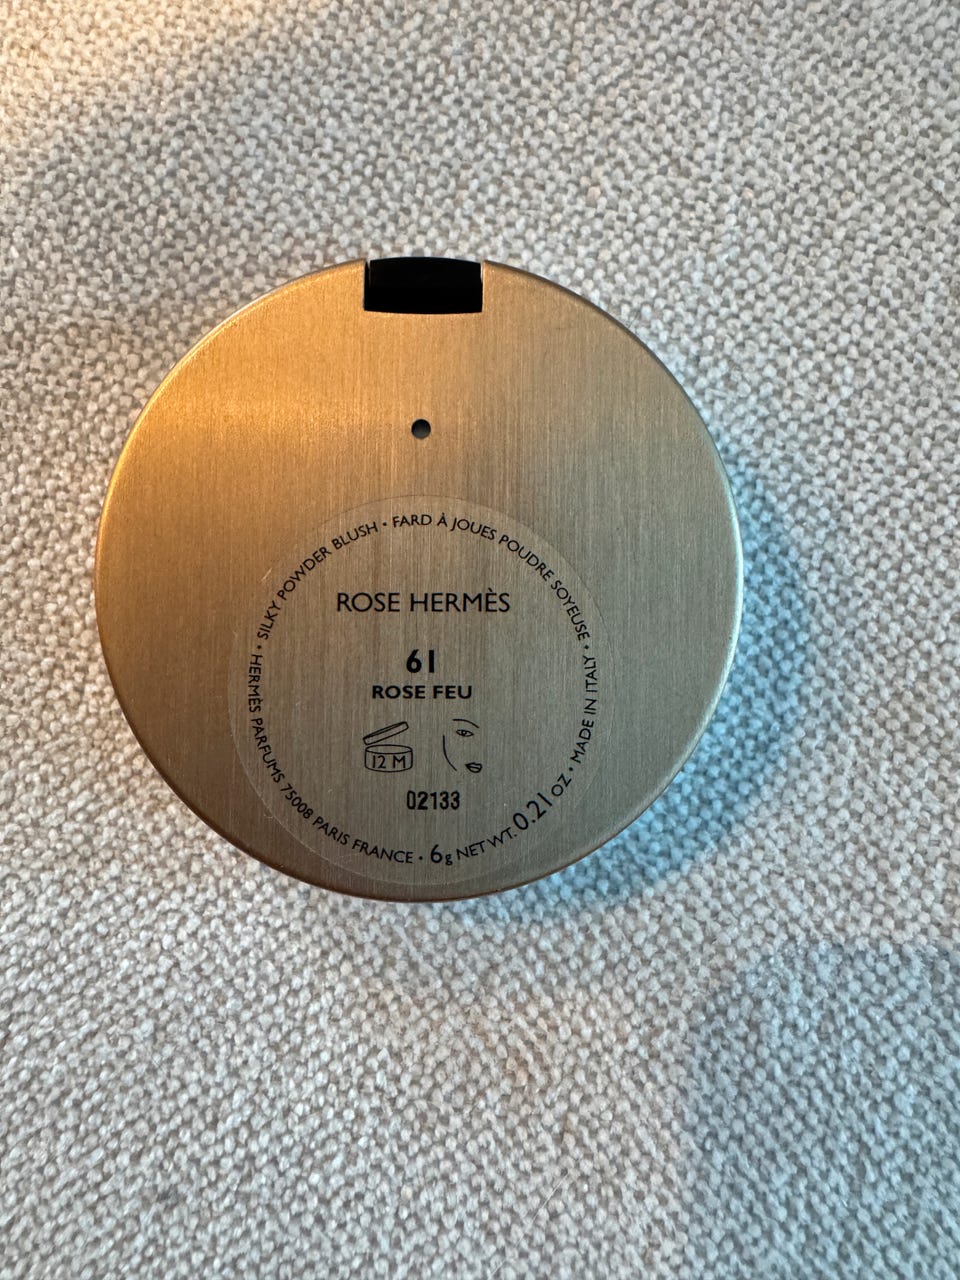 SILKY POWDER BLUSH • FARD À JOUES POUDRE SOYEUSE • MADE IN ITALY • 6g NET WT. 0.21 OZ • HERMÈS PARFUMS 75008 PARIS FRANCE •
ROSE HERMÈS
61
ROSE FEU
12 M
02133